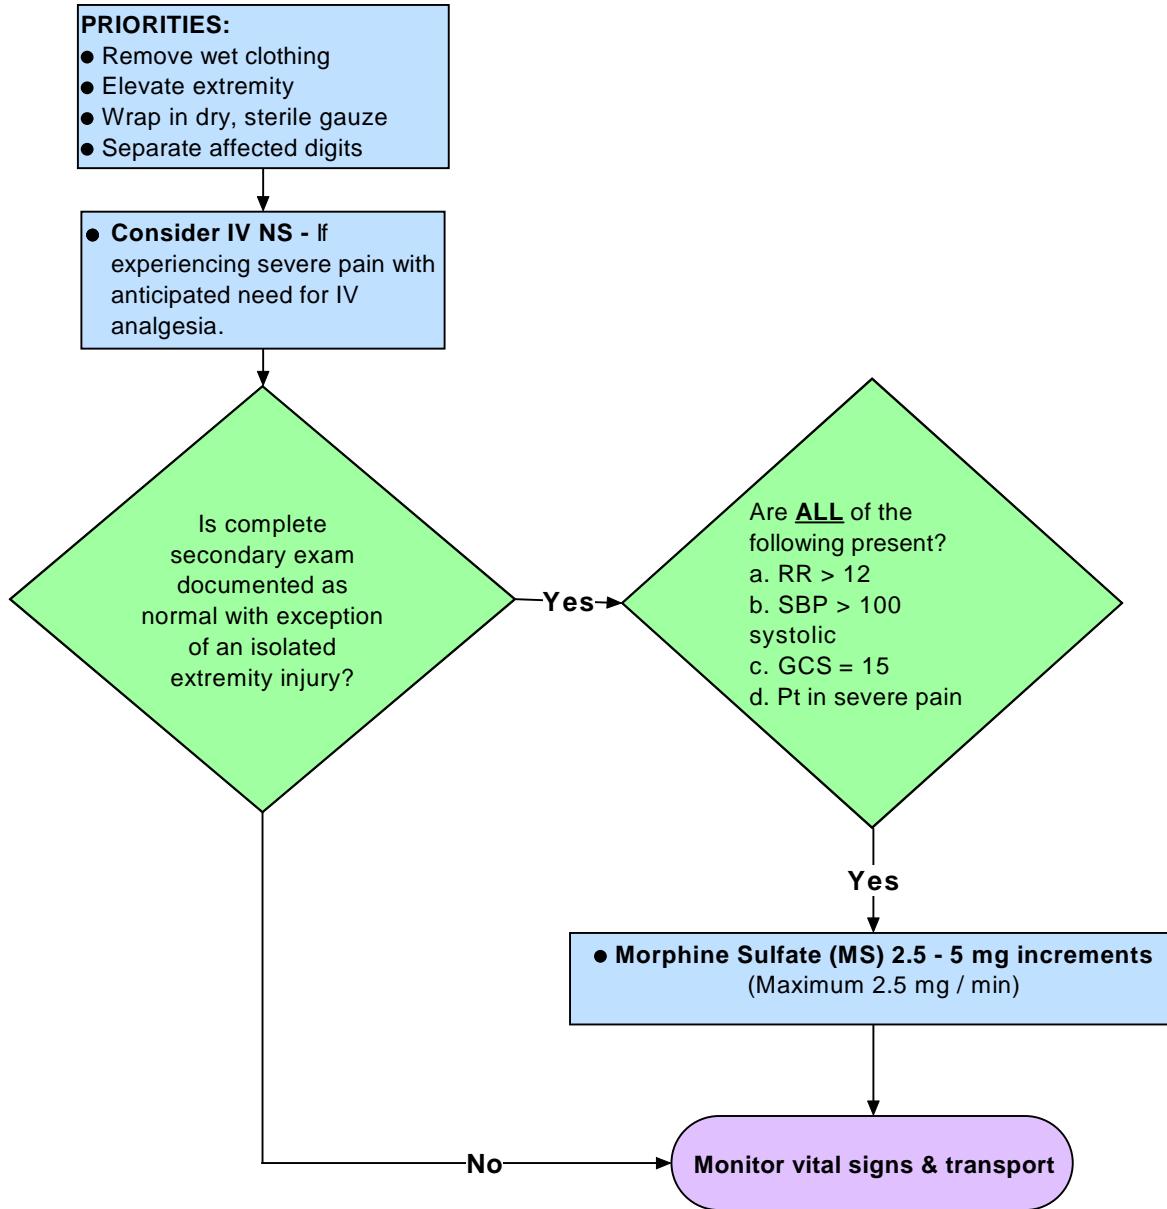 PRIORITIES:
● Remove wet clothing
● Elevate extremity
● Wrap in dry, sterile gauze
● Separate affected digits
● Consider IV NS - If
experiencing severe pain with
anticipated need for IV
analgesia.
Is complete
secondary exam
documented as
normal with exception
of an isolated
extremity injury?
Yes
Are ALL of the
following present?
a. RR > 12
b. SBP > 100
systolic
c. GCS = 15
d. Pt in severe pain
Yes
● Morphine Sulfate (MS) 2.5 - 5 mg increments
(Maximum 2.5 mg / min)
No
Monitor vital signs & transport